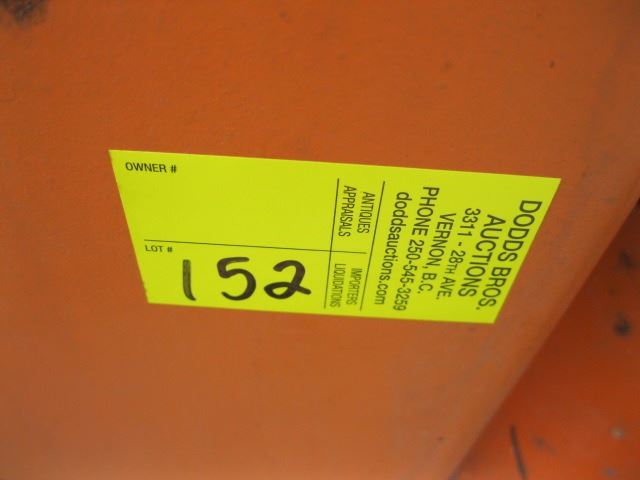 OWNER #
LOT #
152
ANTIQUES
APPRAISALS
IMPORTERS
LIQUIDATIONS
DODDS BROS.
AUCTIONS
3311 - 28TH AVE.
VERNON, B.C.
PHONE 250-545-3259
doddsauctions.com